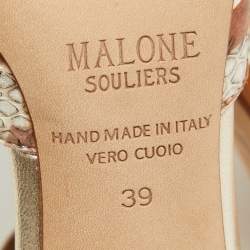 MALONE
SOULIERS
HAND MADE IN ITALY
VERO CUOIO
39